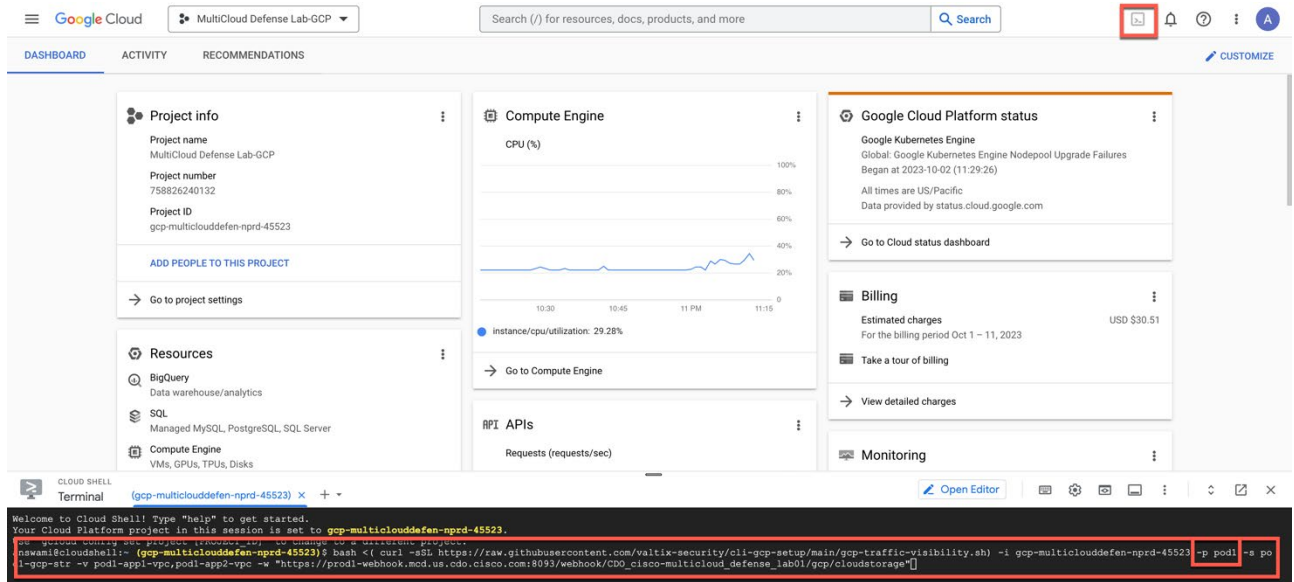 Google Cloud
MultiCloud Defense Lab-GCP
Search (/) for resources, docs, products, and more
Search
A
DASHBOARD
ACTIVITY
RECOMMENDATIONS
CUSTOMIZE
Project info
Project name
MultiCloud Defense Lab-GCP
Project number
758826240132
Project ID
gcp-multiclouddefen-nprd-45523
ADD PEOPLE TO THIS PROJECT
Go to project settings
Resources
BigQuery
Data warehouse/analytics
SQL
Managed MySQL, PostgreSQL, SQL Server
Compute Engine
VMs, GPUs, TPUs, Disks
Compute Engine
CPU (%)
100%
80%
60%
40%
20%
0
10:30 10:45 11 PM 11:15
instance/cpu/utilization: 29.28%
Go to Compute Engine
API APIs
Requests (requests/sec)
Google Cloud Platform status
Google Kubernetes Engine
Global: Google Kubernetes Engine Nodepool Upgrade Failures
Began at 2023-10-02 (11:29:26)
All times are US/Pacific
Data provided by status.cloud.google.com
Go to Cloud status dashboard
Billing
Estimated charges USD $30.51
For the billing period Oct 1 – 11, 2023
Take a tour of billing
View detailed charges
Monitoring
CLOUD SHELL
Terminal
(gcp-multiclouddefen-nprd-45523)
Open Editor
Welcome to Cloud Shell! Type "help" to get started.
Your Cloud Platform project in this session is set to gcp-multiclouddefen-nprd-45523.
Use "gcloud config set project [PROJECT_ID]" to change to a different project.
nswami@cloudshell:~ (gcp-multiclouddefen-nprd-45523)$ bash <( curl -sSL https://raw.githubusercontent.com/valtix-security/cli-gcp-setup/main/gcp-traffic-visibility.sh) -i gcp-multiclouddefen-nprd-45523 -p pod1 -s po
d1-gcp-str -v pod1-app1-vpc,pod1-app2-vpc -w "https://prod1-webhook.mcd.us.cdo.cisco.com:8093/webhook/CDO_cisco-multicloud_defense_lab01/gcp/cloudstorage"